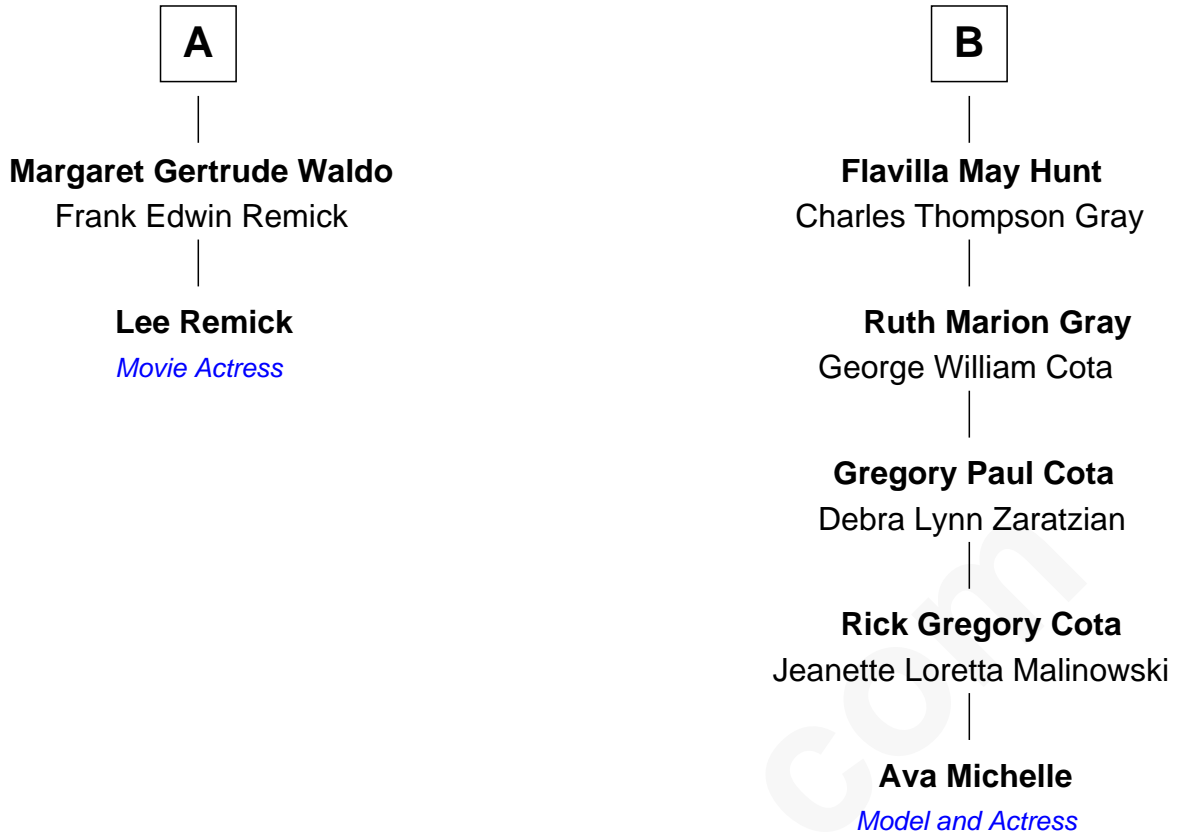 A
Margaret Gertrude Waldo
Frank Edwin Remick
Lee Remick
Movie Actress
B
Flavilla May Hunt
Charles Thompson Gray
Ruth Marion Gray
George William Cota
Gregory Paul Cota
Debra Lynn Zaratzian
Rick Gregory Cota
Jeanette Loretta Malinowski
Ava Michelle
Model and Actress
com